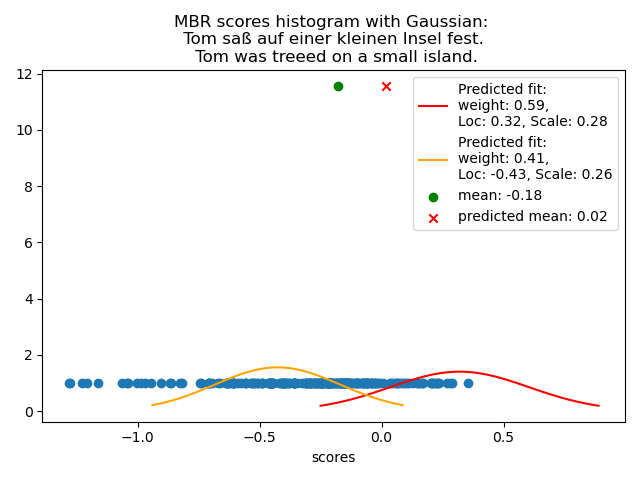 MBR scores histogram with Gaussian:
Tom saß auf einer kleinen Insel fest.
Tom was treeed on a small island.
12
10
8
6
4
2
0
Predicted fit:
weight: 0.59,
Loc: 0.32, Scale: 0.28
Predicted fit:
weight: 0.41,
Loc: -0.43, Scale: 0.26
mean: -0.18
predicted mean: 0.02
−1.0 −0.5 0.0 0.5
scores